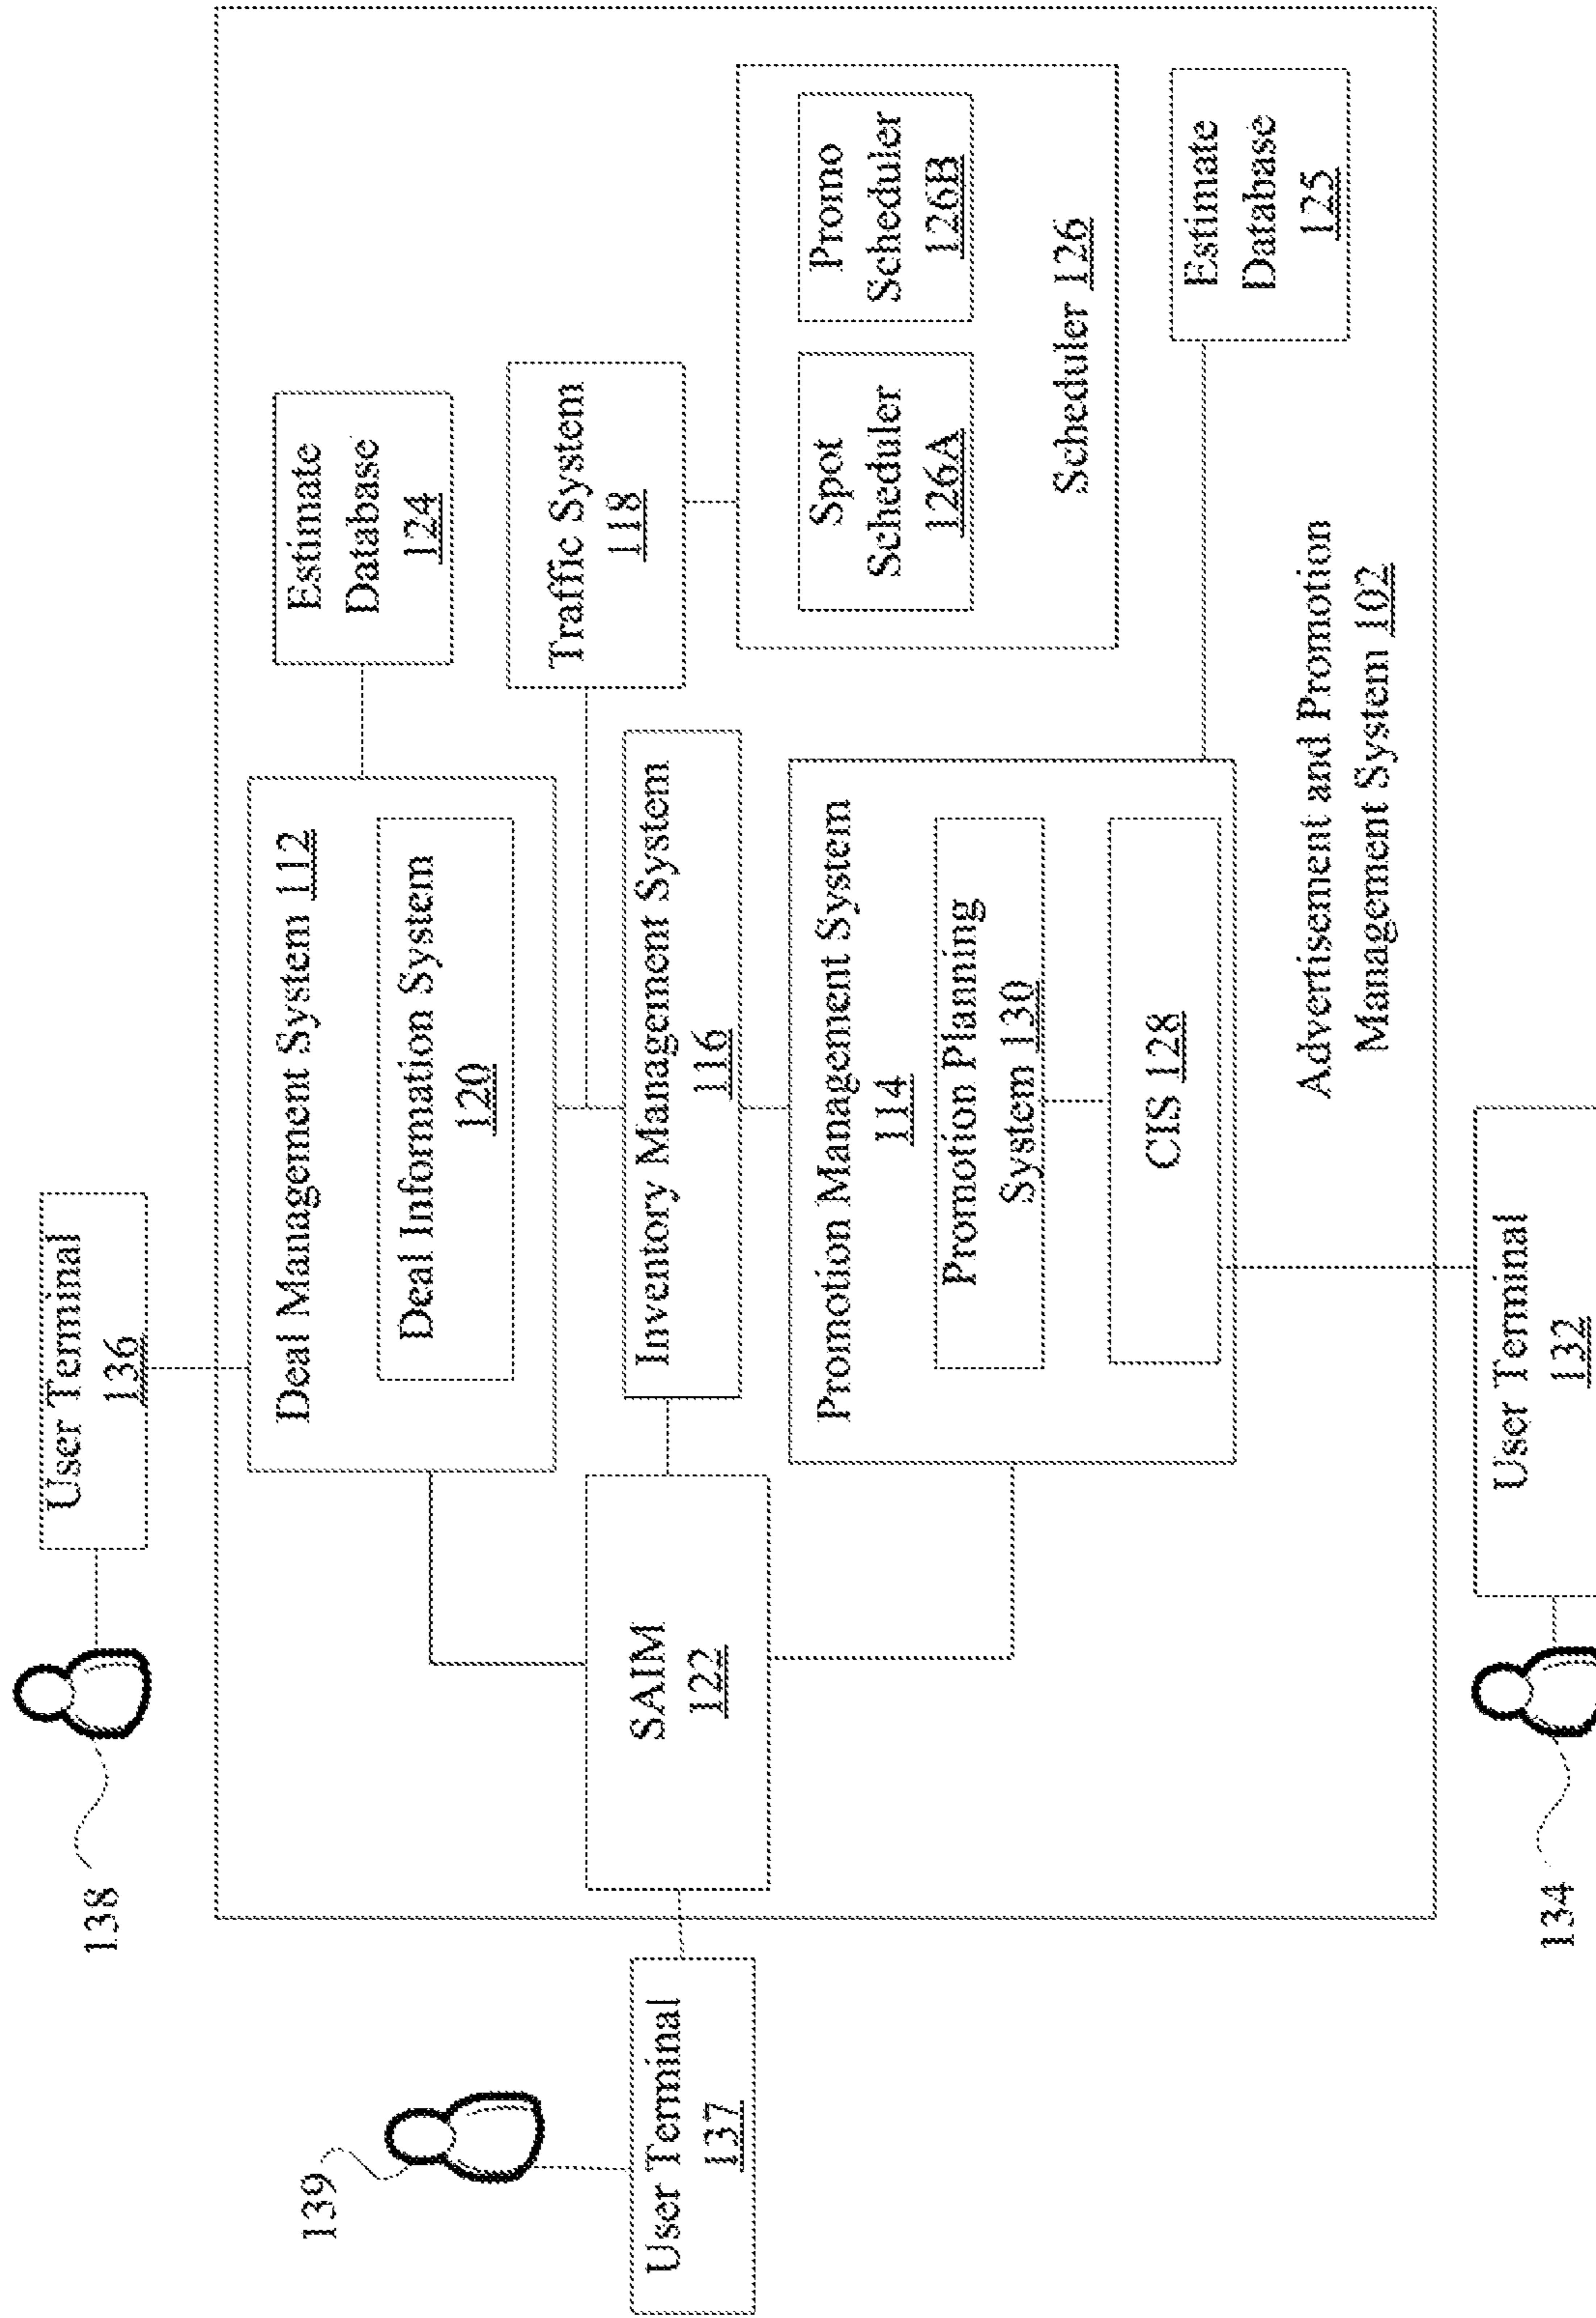 138
User Terminal
136
139
User Terminal
137
Deal Management System 112
Deal Information System
120
Estimate
Database
124
Traffic System
118
SAIM
122
Inventory Management System
116
Promotion Management System
114
Promotion Planning
System 130
CIS 128
Spot
Scheduler
126A
Promo
Scheduler
126B
Scheduler 126
Estimate
Database
125
Advertisement and Promotion
Management System 102
134
User Terminal
132